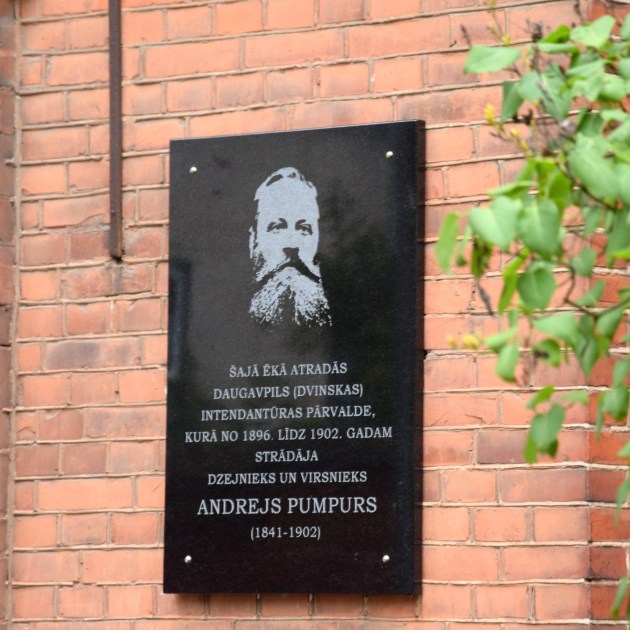 ŠAJĀ ĒKĀ ATRADĀS
DAUGAVPILS (DVINSKAS)
INTENDANTŪRAS PĀRVALDE,
KURĀ NO 1896. LĪDZ 1902. GADAM
STRĀDĀJA
DZEJNIEKS UN VIRSNIEKS
ANDREJS PUMPURS
(1841-1902)